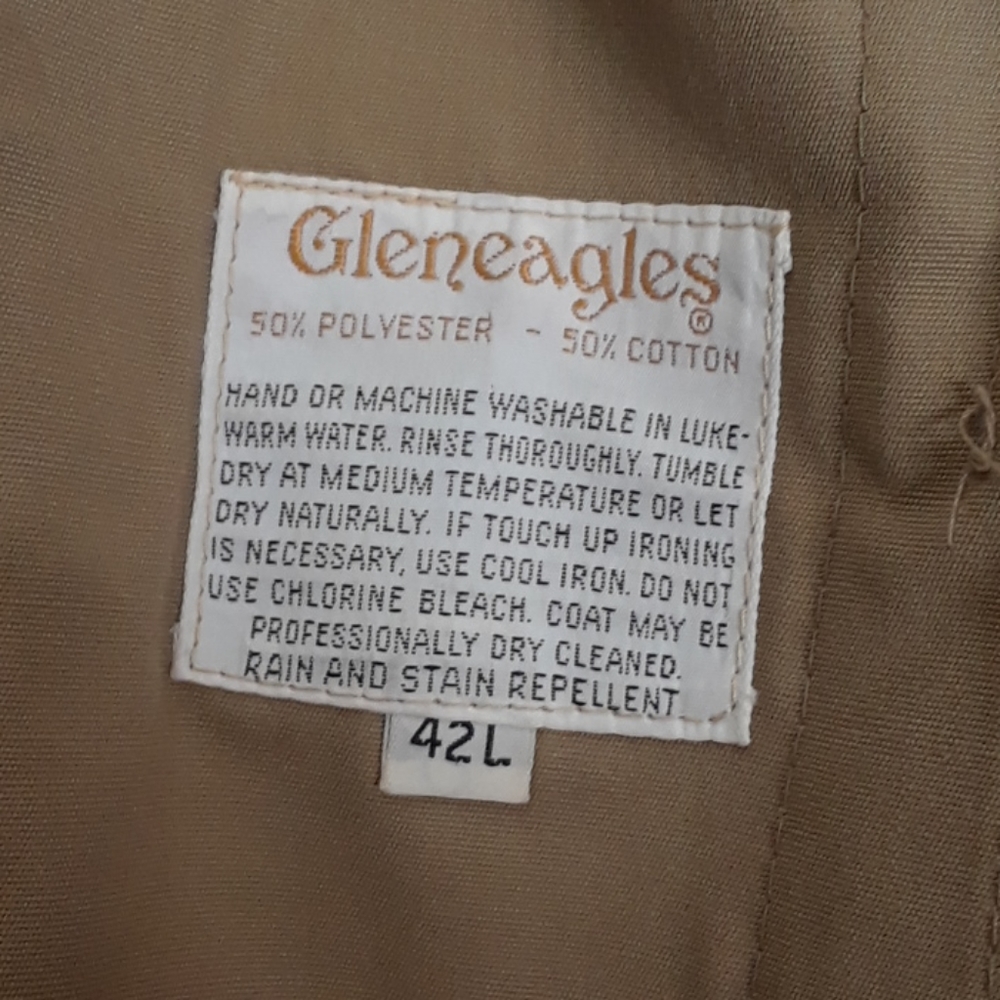 Gleneagles®
50% POLYESTER - 50% COTTON
HAND OR MACHINE WASHABLE IN LUKE-
WARM WATER. RINSE THOROUGHLY. TUMBLE
DRY AT MEDIUM TEMPERATURE OR LET
DRY NATURALLY. IF TOUCH UP IRONING
IS NECESSARY, USE COOL IRON. DO NOT
USE CHLORINE BLEACH. COAT MAY BE
PROFESSIONALLY DRY CLEANED.
RAIN AND STAIN REPELLENT
42L